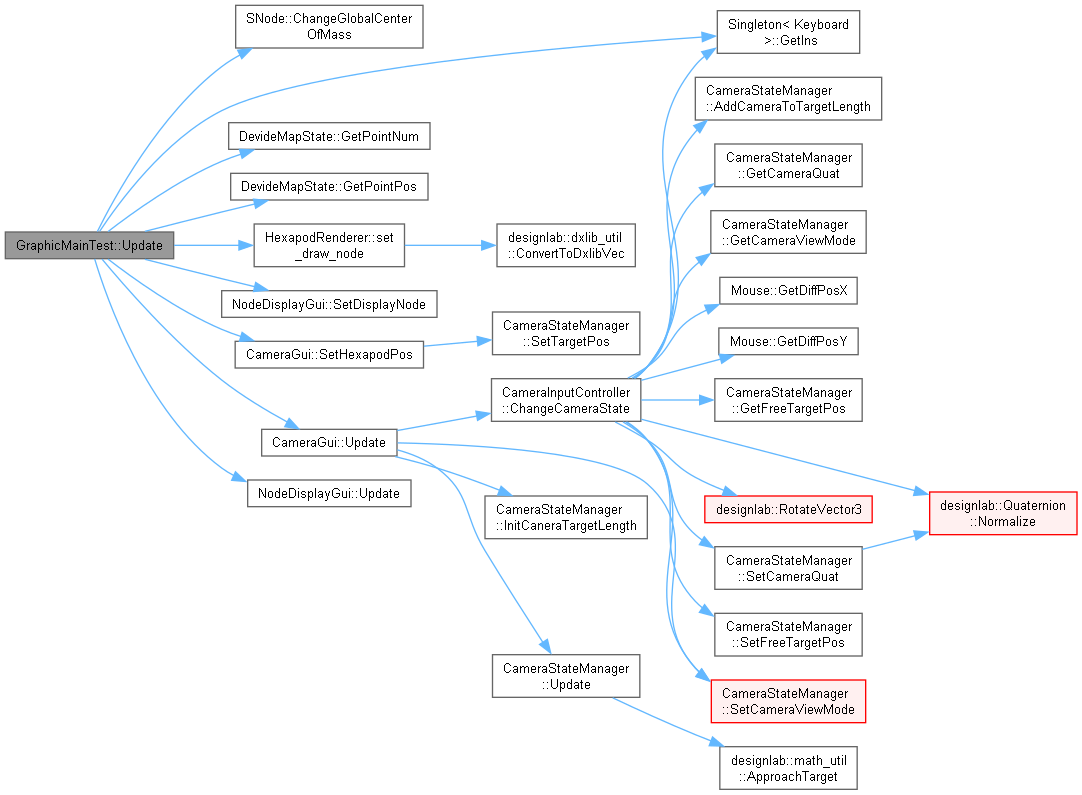 SNode::ChangeGlobalCenter
OfMass
Singleton< Keyboard
>::GetIns
CameraStateManager
::AddCameraToTargetLength
DevideMapState::GetPointNum
CameraStateManager
::GetCameraQuat
DevideMapState::GetPointPos
CameraStateManager
::GetCameraViewMode
GraphicMainTest::Update
HexapodRenderer::set
_draw_node
designlab::dxlib_util
::ConvertToDxlibVec
Mouse::GetDiffPosX
NodeDisplayGui::SetDisplayNode
CameraStateManager
::SetTargetPos
Mouse::GetDiffPosY
CameraGui::SetHexapodPos
CameraInputController
::ChangeCameraState
CameraStateManager
::GetFreeTargetPos
CameraGui::Update
NodeDisplayGui::Update
CameraStateManager
::InitCaneraTargetLength
designlab::RotateVector3
designlab::Quaternion
::Normalize
CameraStateManager
::SetCameraQuat
CameraStateManager
::SetFreeTargetPos
CameraStateManager
::Update
CameraStateManager
::SetCameraViewMode
designlab::math_util
::ApproachTarget